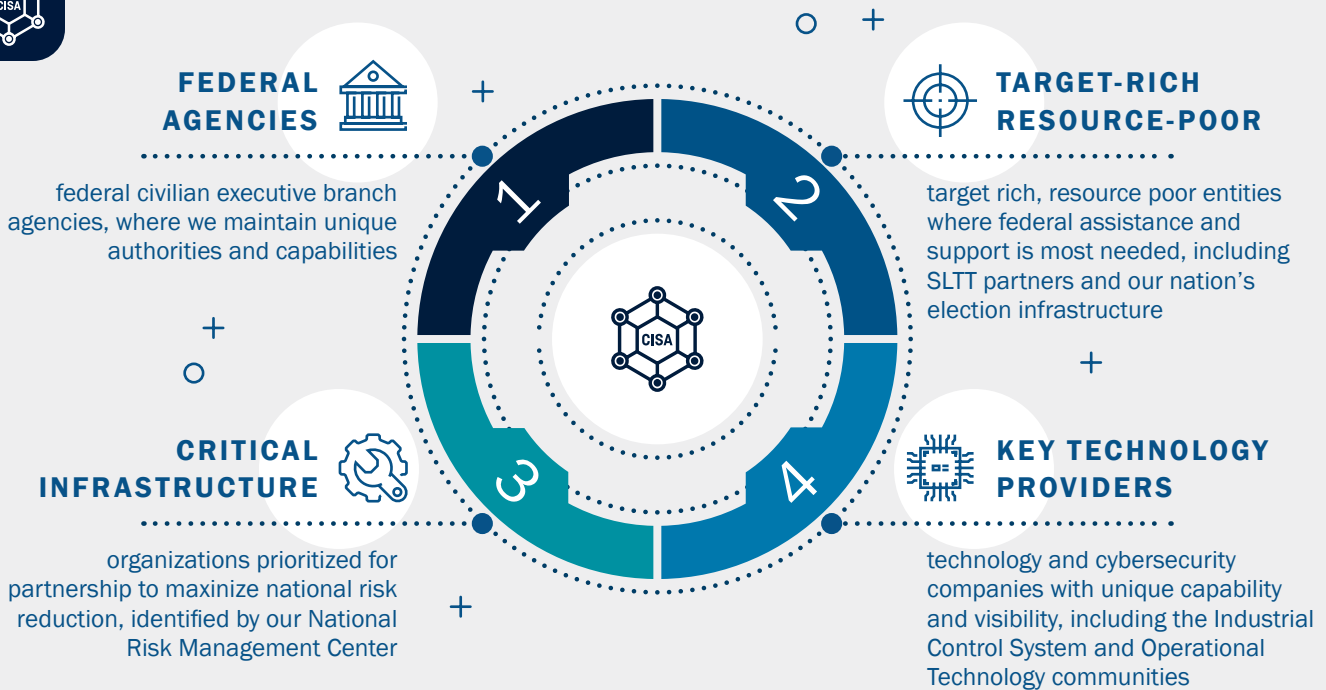 CISA
FEDERAL
AGENCIES
federal civilian executive branch
agencies, where we maintain unique
authorities and capabilities
1
TARGET-RICH
RESOURCE-POOR
target rich, resource poor entities
where federal assistance and
support is most needed, including
SLTT partners and our nation's
election infrastructure
2
CISA
CRITICAL
INFRASTRUCTURE
organizations prioritized for
partnership to maxinize national risk
reduction, identified by our National
Risk Management Center
3
KEY TECHNOLOGY
PROVIDERS
technology and cybersecurity
companies with unique capability
and visibility, including the Industrial
Control System and Operational
Technology communities
4